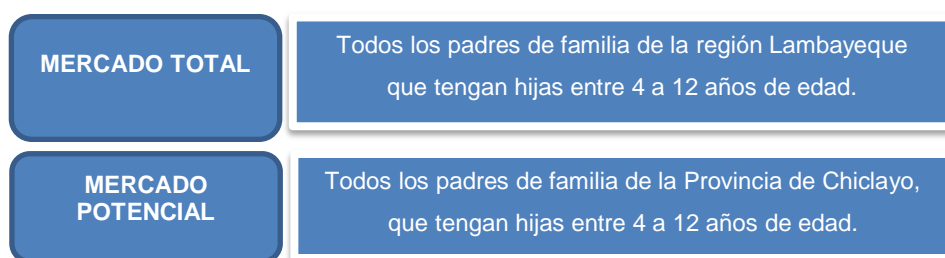 MERCADO TOTAL
Todos los padres de familia de la región Lambayeque
que tengan hijas entre 4 a 12 años de edad.
MERCADO
POTENCIAL
Todos los padres de familia de la Provincia de Chiclayo,
que tengan hijas entre 4 a 12 años de edad.